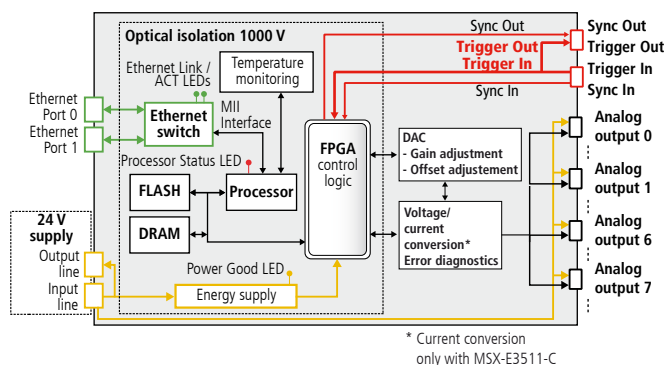 Optical isolation 1000 V
Ethernet Link /
ACT LEDs
Temperature
monitoring
Sync Out
Trigger Out
Trigger In
Sync In
Sync Out
Trigger Out
Trigger In
Sync In
Ethernet
Port 0
Ethernet
Port 1
Ethernet
switch
MII
Interface
Processor Status LED
FLASH
Processor
DRAM
FPGA
control
logic
DAC
- Gain adjustment
- Offset adjustement
Voltage/
current
conversion*
Error diagnostics
Analog
output 0
Analog
output 1
Analog
output 6
Analog
output 7
24 V
supply
Output
line
Input
line
Power Good LED
Energy supply
* Current conversion
only with MSX-E3511-C